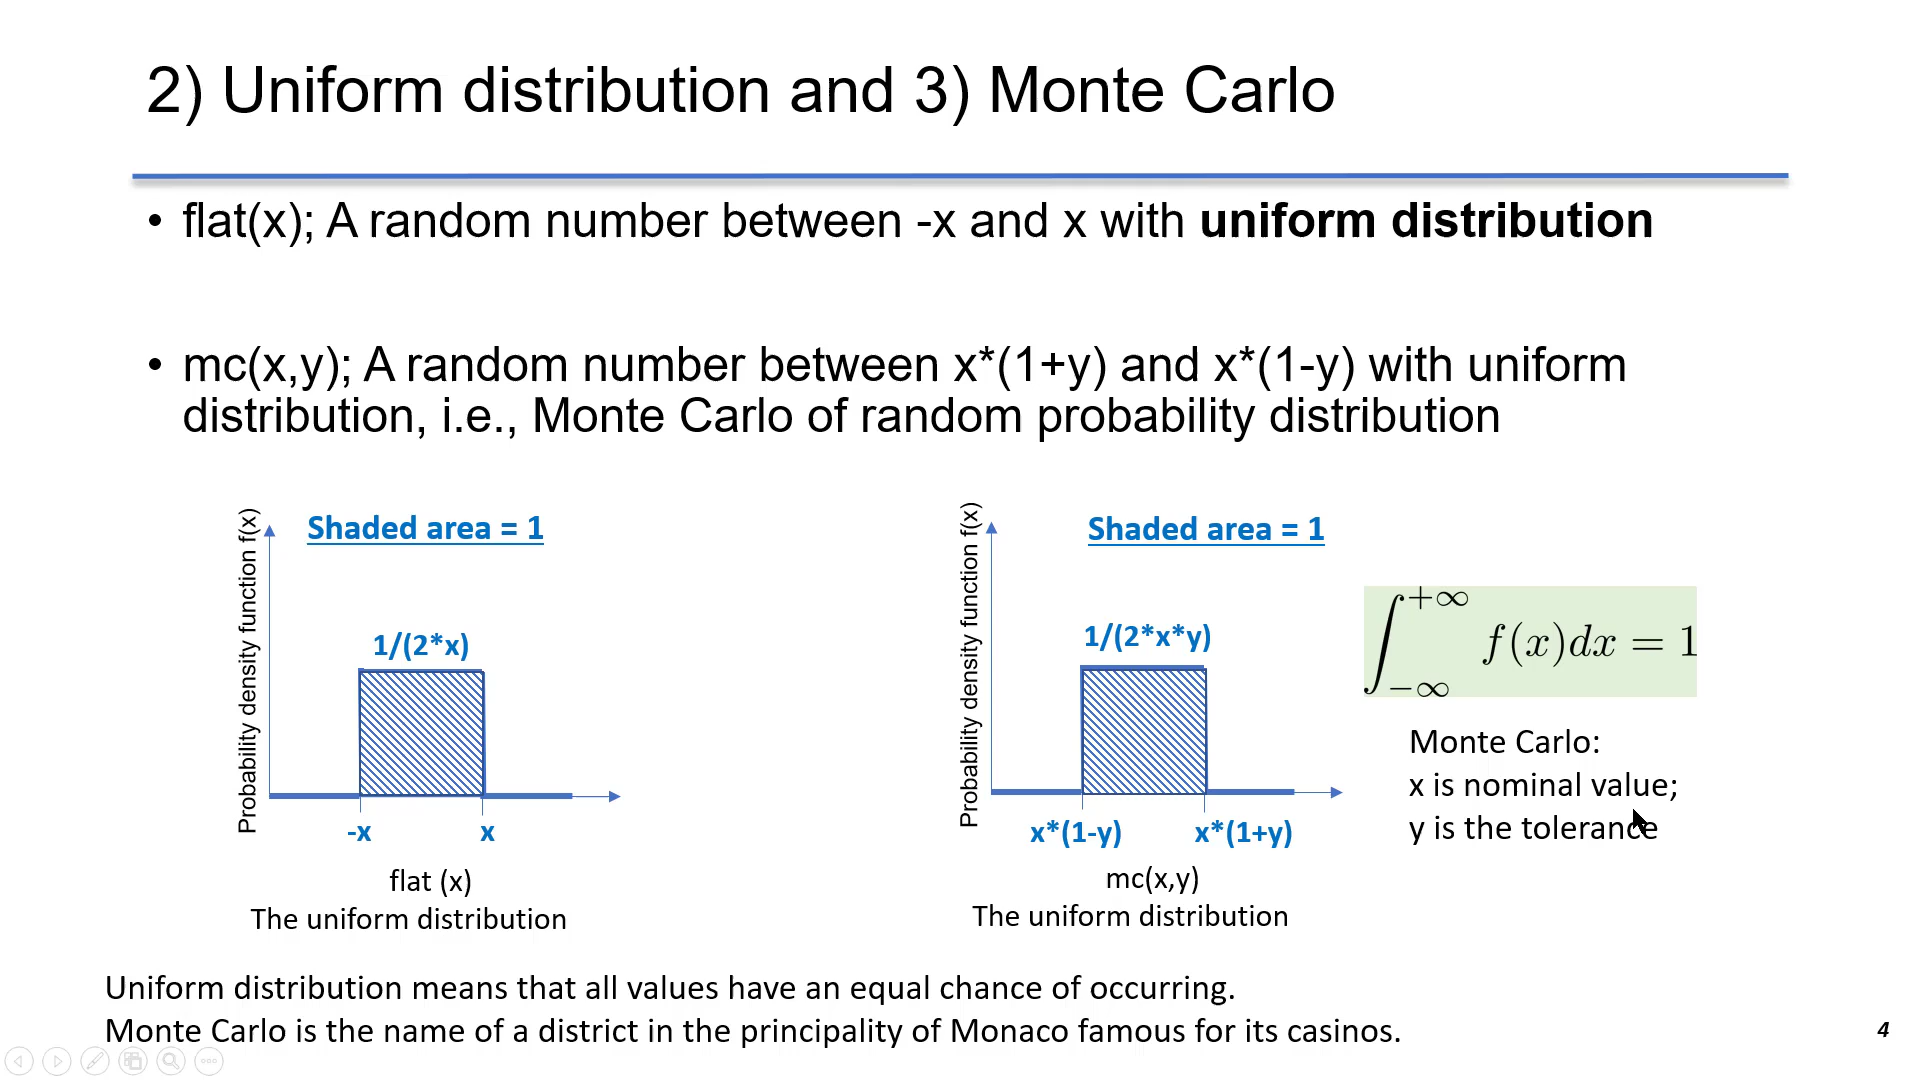 2) Uniform distribution and 3) Monte Carlo
• flat(x); A random number between -x and x with uniform distribution
• mc(x,y); A random number between x*(1+y) and x*(1-y) with uniform
distribution, i.e., Monte Carlo of random probability distribution
Probability density function f(x)
Shaded area = 1
1/(2*x)
-x
x
flat (x)
The uniform distribution
Probability density function f(x)
Shaded area = 1
1/(2*x*y)
x*(1-y)
x*(1+y)
mc(x,y)
The uniform distribution
∫_{-∞}^{+∞} f(x)dx = 1
Monte Carlo:
x is nominal value;
y is the tolerance
Uniform distribution means that all values have an equal chance of occurring.
Monte Carlo is the name of a district in the principality of Monaco famous for its casinos.
4